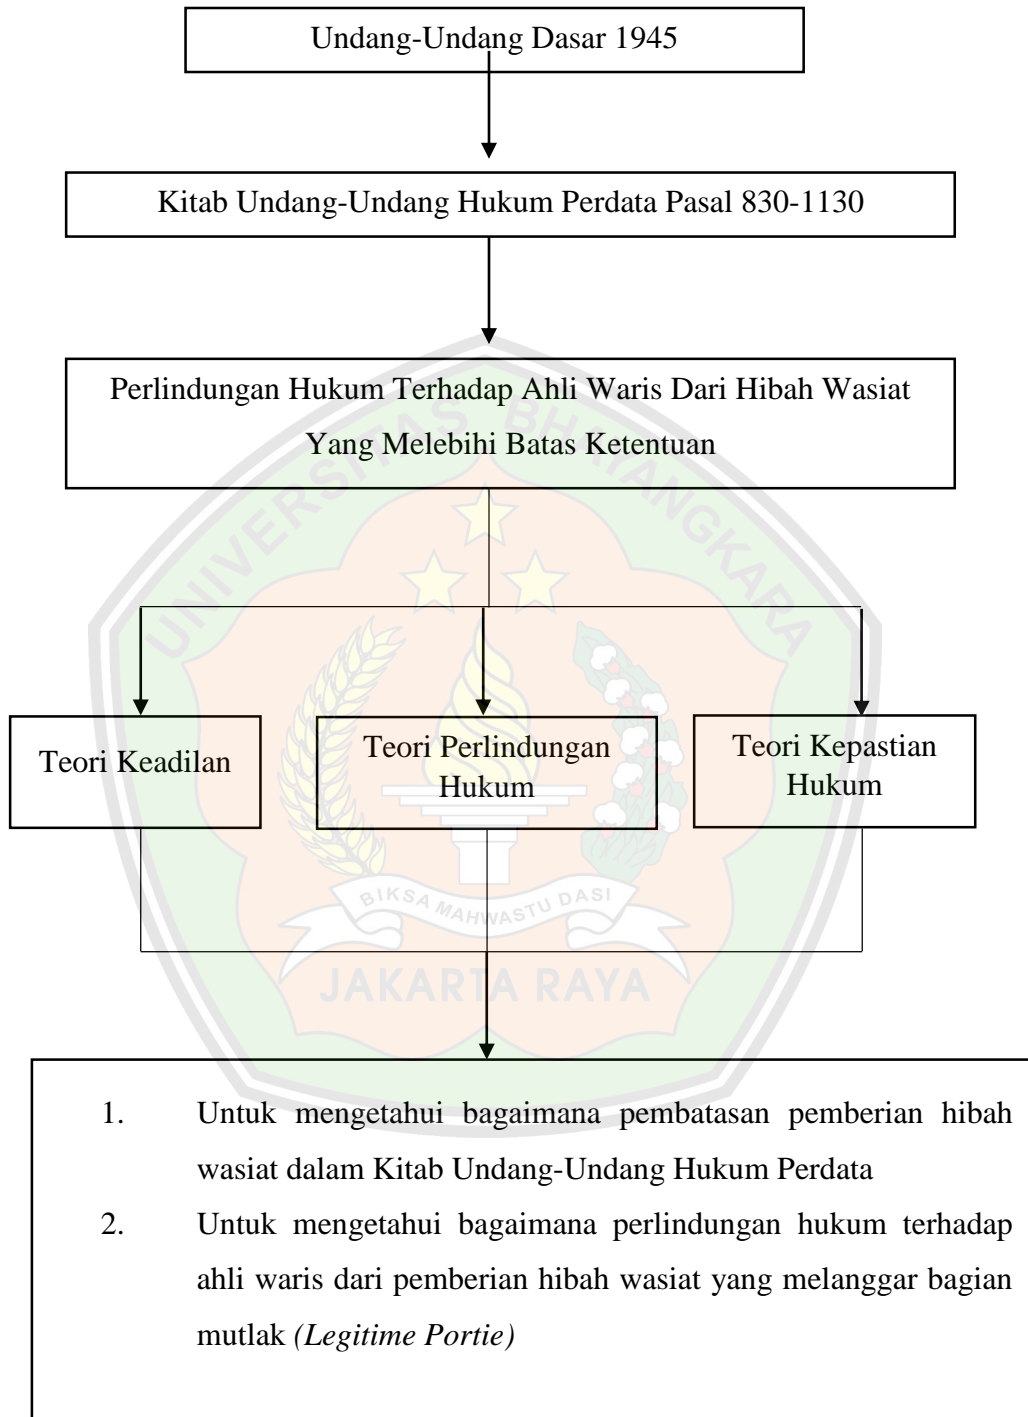 Undang-Undang Dasar 1945
Kitab Undang-Undang Hukum Perdata Pasal 830-1130
Perlindungan Hukum Terhadap Ahli Waris Dari Hibah Wasiat
Yang Melebihi Batas Ketentuan
UNIVERSITAS BHAYANGKARA
Teori Keadilan
Teori Perlindungan
Hukum
Teori Kepastian
Hukum
BIKSA MAHWASTU DASI
JAKARTA RAYA
1. Untuk mengetahui bagaimana pembatasan pemberian hibah
wasiat dalam Kitab Undang-Undang Hukum Perdata
2. Untuk mengetahui bagaimana perlindungan hukum terhadap
ahli waris dari pemberian hibah wasiat yang melanggar bagian
mutlak (Legitime Portie)